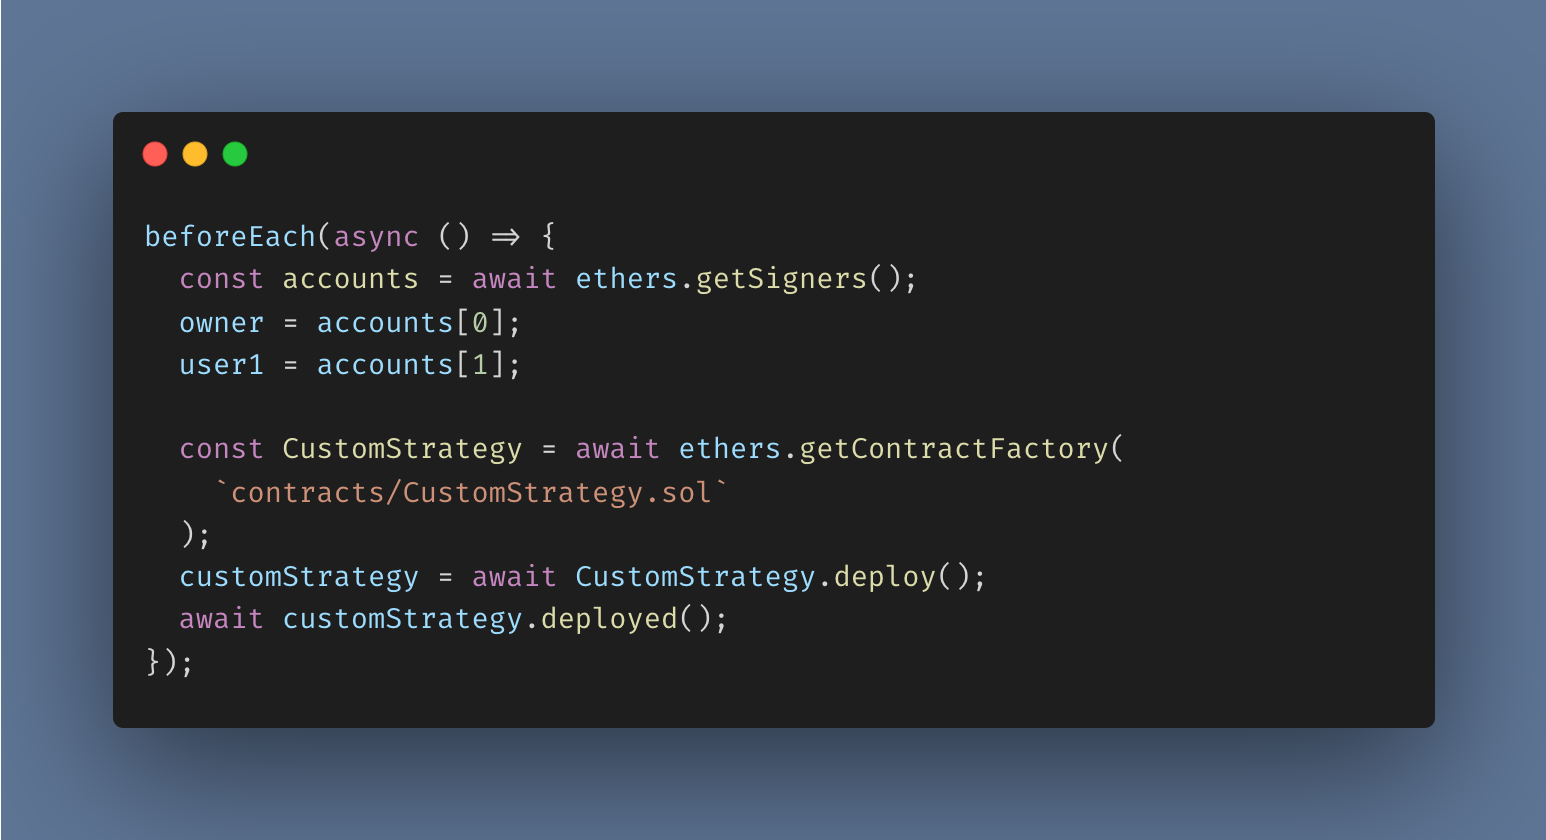 beforeEach(async () => {
  const accounts = await ethers.getSigners();
  owner = accounts[0];
  user1 = accounts[1];

  const CustomStrategy = await ethers.getContractFactory(
    `contracts/CustomStrategy.sol`
  );
  customStrategy = await CustomStrategy.deploy();
  await customStrategy.deployed();
});